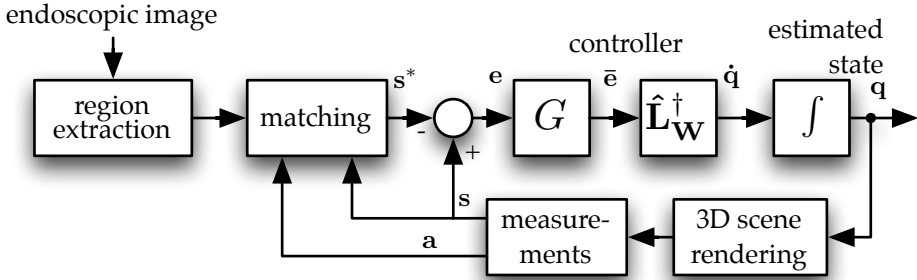 endoscopic image
controller
estimated
state
region
extraction
matching
s*
-
+
e
G
ē
L̂†W
q̇
∫
q
s
a
measure-
ments
3D scene
rendering